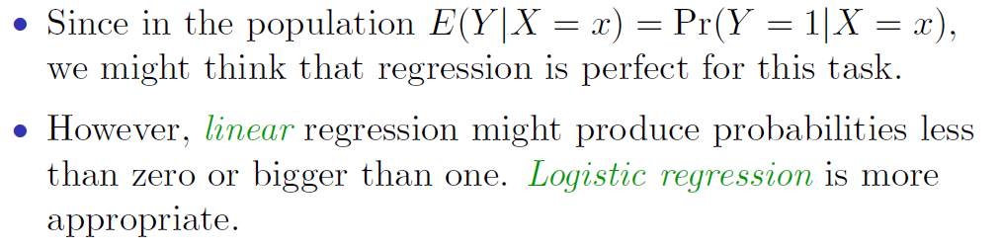 • Since in the population E(Y|X = x) = Pr(Y = 1|X = x),
we might think that regression is perfect for this task.
• However, linear regression might produce probabilities less
than zero or bigger than one. Logistic regression is more
appropriate.